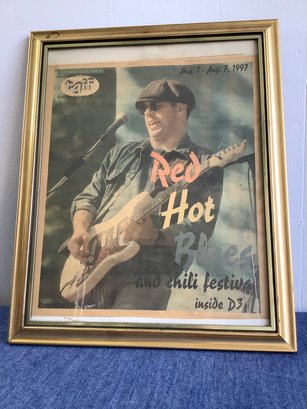 Aug. 1 - Aug. 7, 1997
Red
Hot
Blues
and chili festival
inside D3